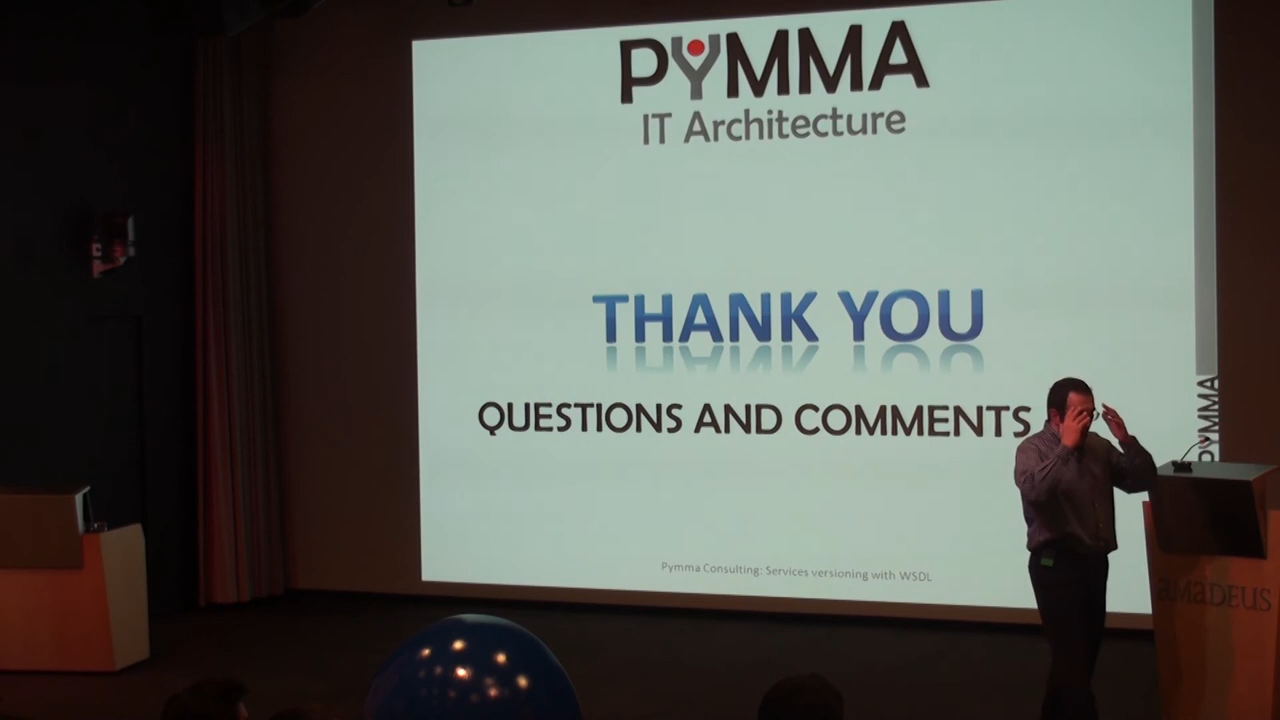 PYMMA
IT Architecture
THANK YOU
QUESTIONS AND COMMENTS
PYMMA
Pymma Consulting: Services versioning with WSDL
amaDEUS